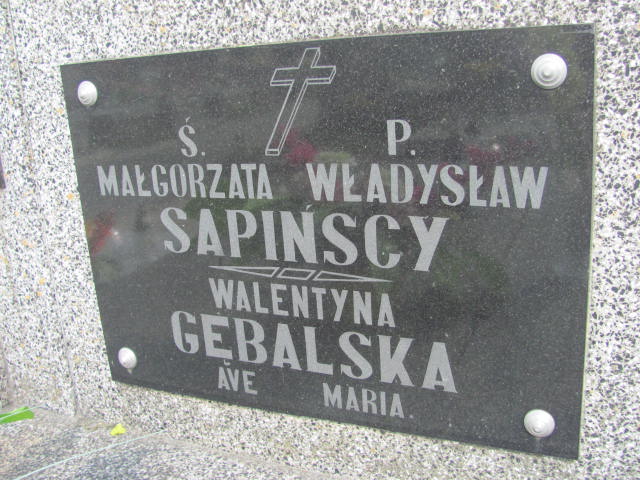 Ś. P.
MAŁGORZATA WŁADYSŁAW
SAPIŃSCY
WALENTYNA
GĘBALSKA
AVE MARIA.